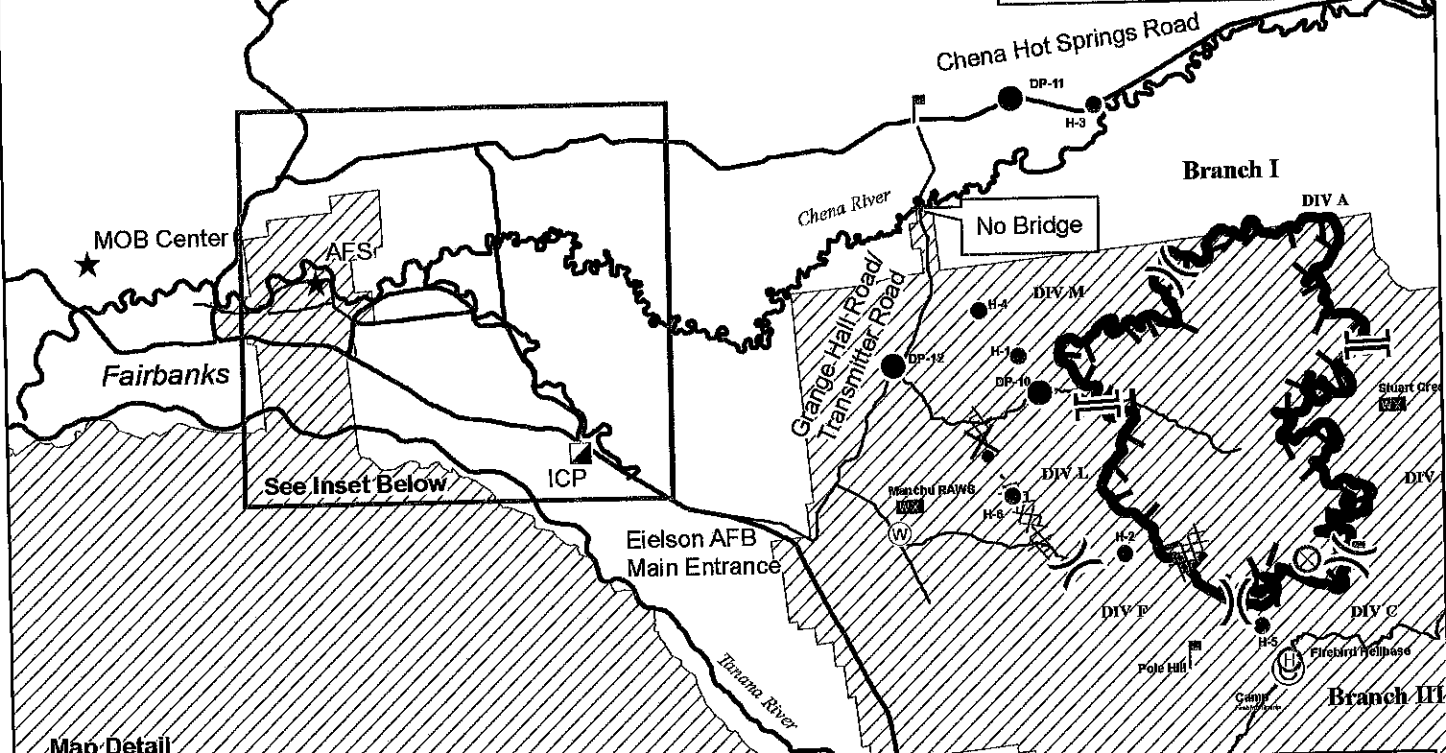 Chena Hot Springs Road
DP-11
H-3
Branch I
DIV A
Chena River
No Bridge
MOB Center
AFS
Grange Hall Road/
Transmitter Road
H-4
DIV M
H-1
DP-12
DP-10
Stuart
WX
Fairbanks
ICP
See Inset Below
Manchu RAWS
WX
W
DIV L
H-6
H-2
Eielson AFB
Main Entrance
DIV F
DIV C
H-5
H
Firebird Helibase
Pole Hill
Camp
Branch III
Tanana River
Map Detail